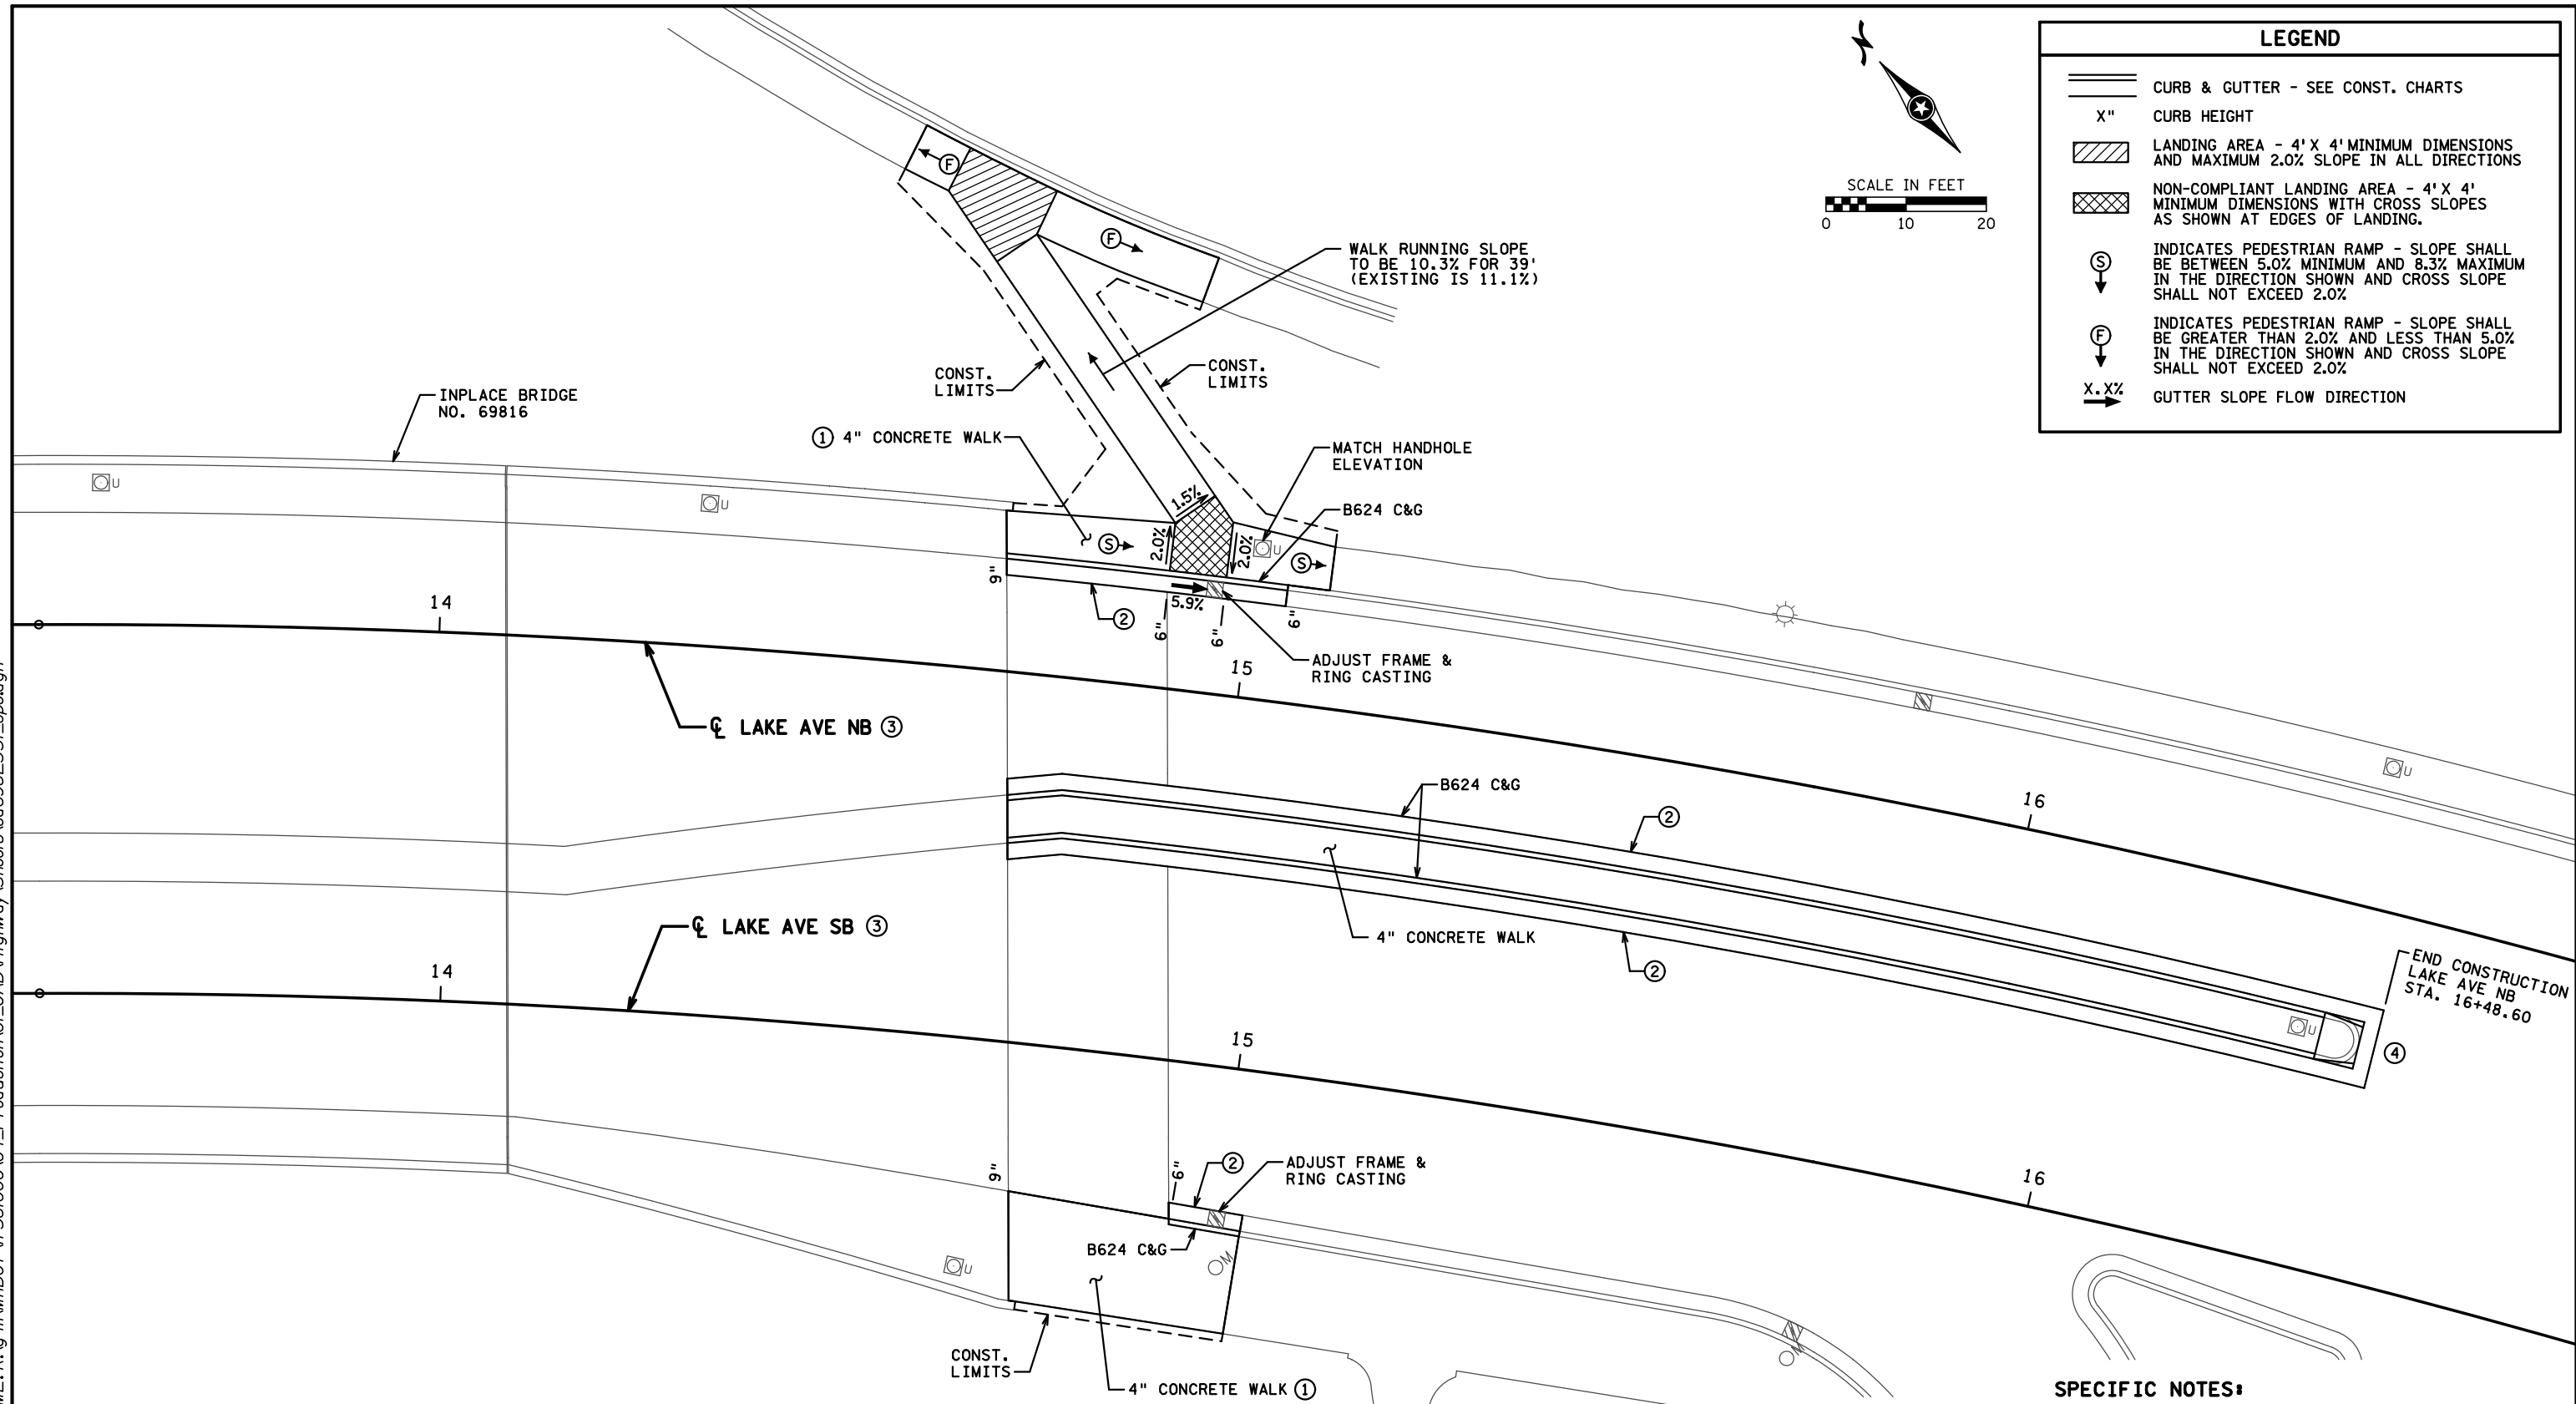 LEGEND
CURB & GUTTER - SEE CONST. CHARTS
X"
CURB HEIGHT
LANDING AREA - 4' X 4' MINIMUM DIMENSIONS
AND MAXIMUM 2.0% SLOPE IN ALL DIRECTIONS
NON-COMPLIANT LANDING AREA - 4' X 4'
MINIMUM DIMENSIONS WITH CROSS SLOPES
AS SHOWN AT EDGES OF LANDING.
S
INDICATES PEDESTRIAN RAMP - SLOPE SHALL
BE BETWEEN 5.0% MINIMUM AND 8.3% MAXIMUM
IN THE DIRECTION SHOWN AND CROSS SLOPE
SHALL NOT EXCEED 2.0%
F
INDICATES PEDESTRIAN RAMP - SLOPE SHALL
BE GREATER THAN 2.0% AND LESS THAN 5.0%
IN THE DIRECTION SHOWN AND CROSS SLOPE
SHALL NOT EXCEED 2.0%
X.X%
GUTTER SLOPE FLOW DIRECTION
SCALE IN FEET
0 10 20
F
F
WALK RUNNING SLOPE
TO BE 10.3% FOR 39'
(EXISTING IS 11.1%)
CONST.
LIMITS
CONST.
LIMITS
INPLACE BRIDGE
NO. 69816
① 4" CONCRETE WALK
MATCH HANDHOLE
ELEVATION
B624 C&G
U
U
U
1.5%
2.0%
2.0%
S
S
9"
5.9%
②
6"
6"
6"
14
15
16
ADJUST FRAME &
RING CASTING
℄ LAKE AVE NB ③
U
B624 C&G
②
4" CONCRETE WALK
②
℄ LAKE AVE SB ③
14
15
16
END CONSTRUCTION
LAKE AVE NB
STA. 16+48.60
U
④
9"
6"
②
ADJUST FRAME &
RING CASTING
B624 C&G
M
U
M
CONST.
LIMITS
4" CONCRETE WALK ①
SPECIFIC NOTES: